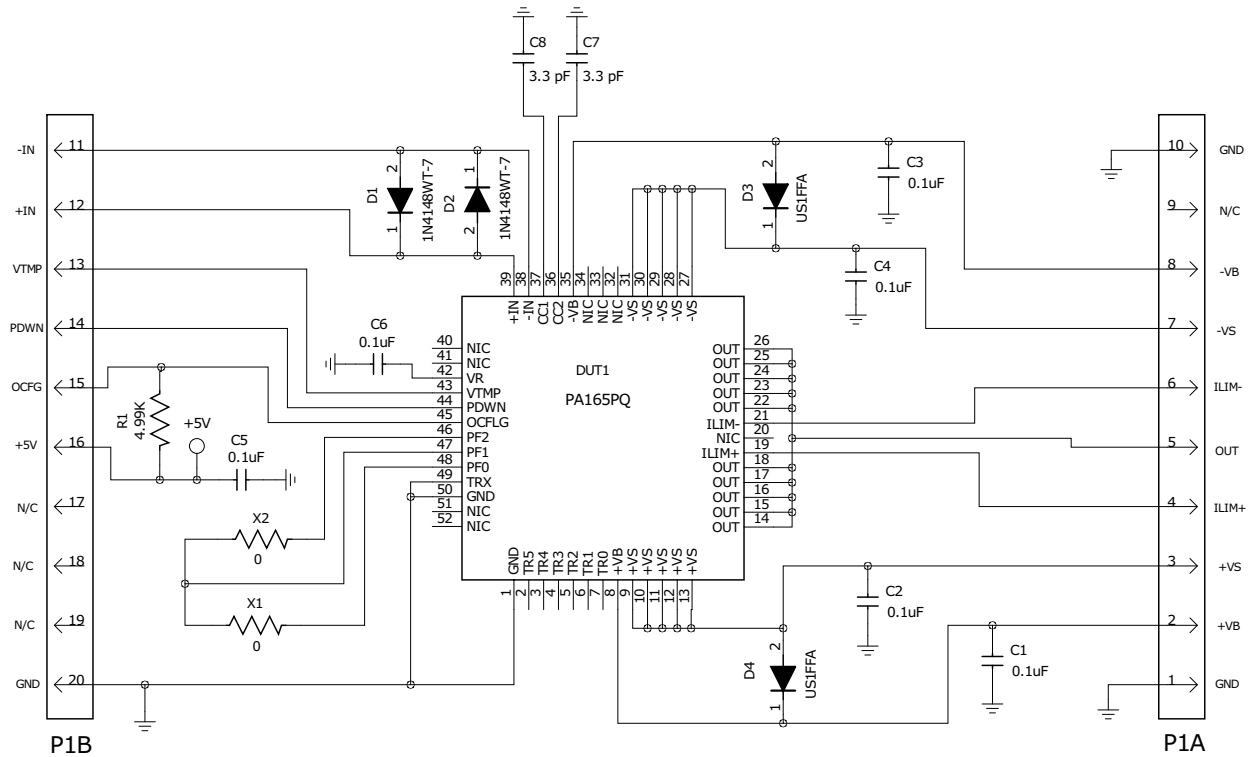 C8
3.3 pF
C7
3.3 pF
-IN
11
+IN
12
VTMP
13
PDWN
14
OCFG
15
+5V
16
N/C
17
N/C
18
N/C
19
GND
20
P1B
D1
2
1
1N4148WT-7
D2
1
2
1N4148WT-7
C6
0.1uF
R1
4.99K
+5V
C5
0.1uF
X2
0
X1
0
39 38 37 36 35 34 33 32 31 30 29 28 27
+IN -IN CC1 CC2 -VB NIC NIC NIC -VS -VS -VS -VS -VS
DUT1
PA165PQ
40 NIC
41 NIC
42 VR
43 VTMP
44 PDWN
45 OCFLG
46 PF2
47 PF1
48 PF0
49 TRX
50 GND
51 NIC
52 NIC
OUT 26
OUT 25
OUT 24
OUT 23
OUT 22
ILIM- 21
NIC 20
ILIM+ 19
OUT 18
OUT 17
OUT 16
OUT 15
OUT 14
GND TR5 TR4 TR3 TR2 TR1 TR0 +VB +VS +VS +VS +VS +VS
1 2 3 4 5 6 7 8 9 10 11 12 13
D3
2
1
US1FFA
C3
0.1uF
C4
0.1uF
C2
0.1uF
D4
2
1
US1FFA
C1
0.1uF
10
GND
9
N/C
8
-VB
7
-VS
6
ILIM-
5
OUT
4
ILIM+
3
+VS
2
+VB
1
GND
P1A